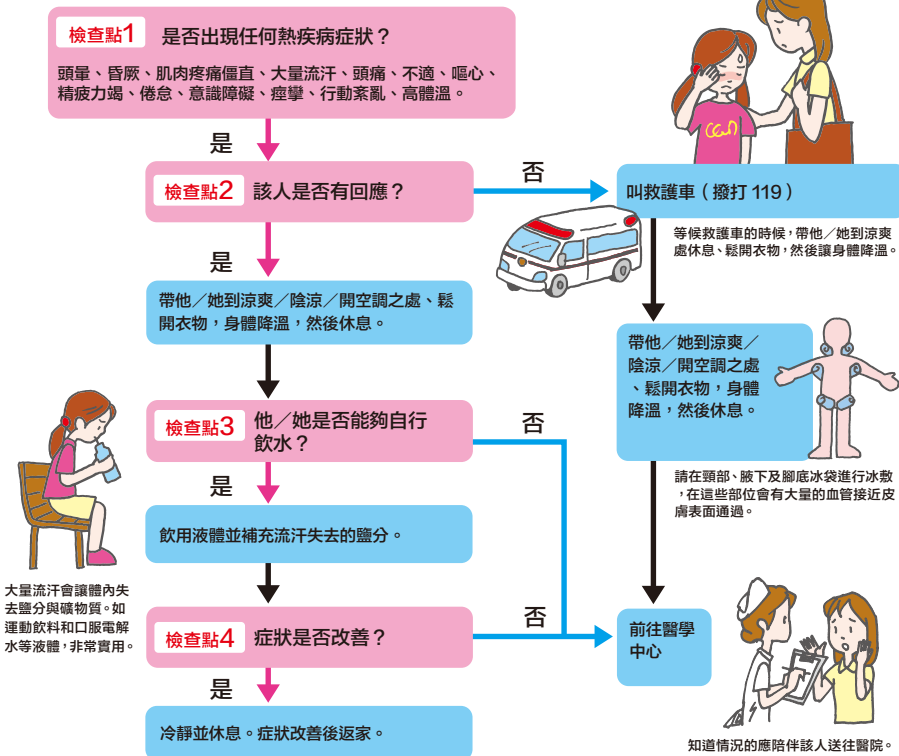 檢查點1 是否出現任何熱疾病症狀？
頭暈、昏厥、肌肉疼痛僵直、大量流汗、頭痛、不適、嘔心、
精疲力竭、倦怠、意識障礙、痙攣、行動紊亂、高體溫。
是
檢查點2 該人是否有回應？
否
叫救護車（撥打 119）
等候救護車的時候，帶他／她到涼爽
處休息、鬆開衣物，然後讓身體降溫。
是
帶他／她到涼爽／陰涼／開空調之處、鬆
開衣物，身體降溫，然後休息。
帶他／她到涼爽／
陰涼／開空調之處
、鬆開衣物，身體
降溫，然後休息。
請在頸部、腋下及腳底冰袋進行冰敷
，在這些部位會有大量的血管接近皮
膚表面通過。
檢查點3 他／她是否能夠自行
飲水？
否
是
飲用液體並補充流汗失去的鹽分。
大量流汗會讓體內失
去鹽分與礦物質。如
運動飲料和口服電解
水等液體，非常實用。
檢查點4 症狀是否改善？
否
前往醫學
中心
是
冷靜並休息。症狀改善後返家。
知道情況的應陪伴該人送往醫院。